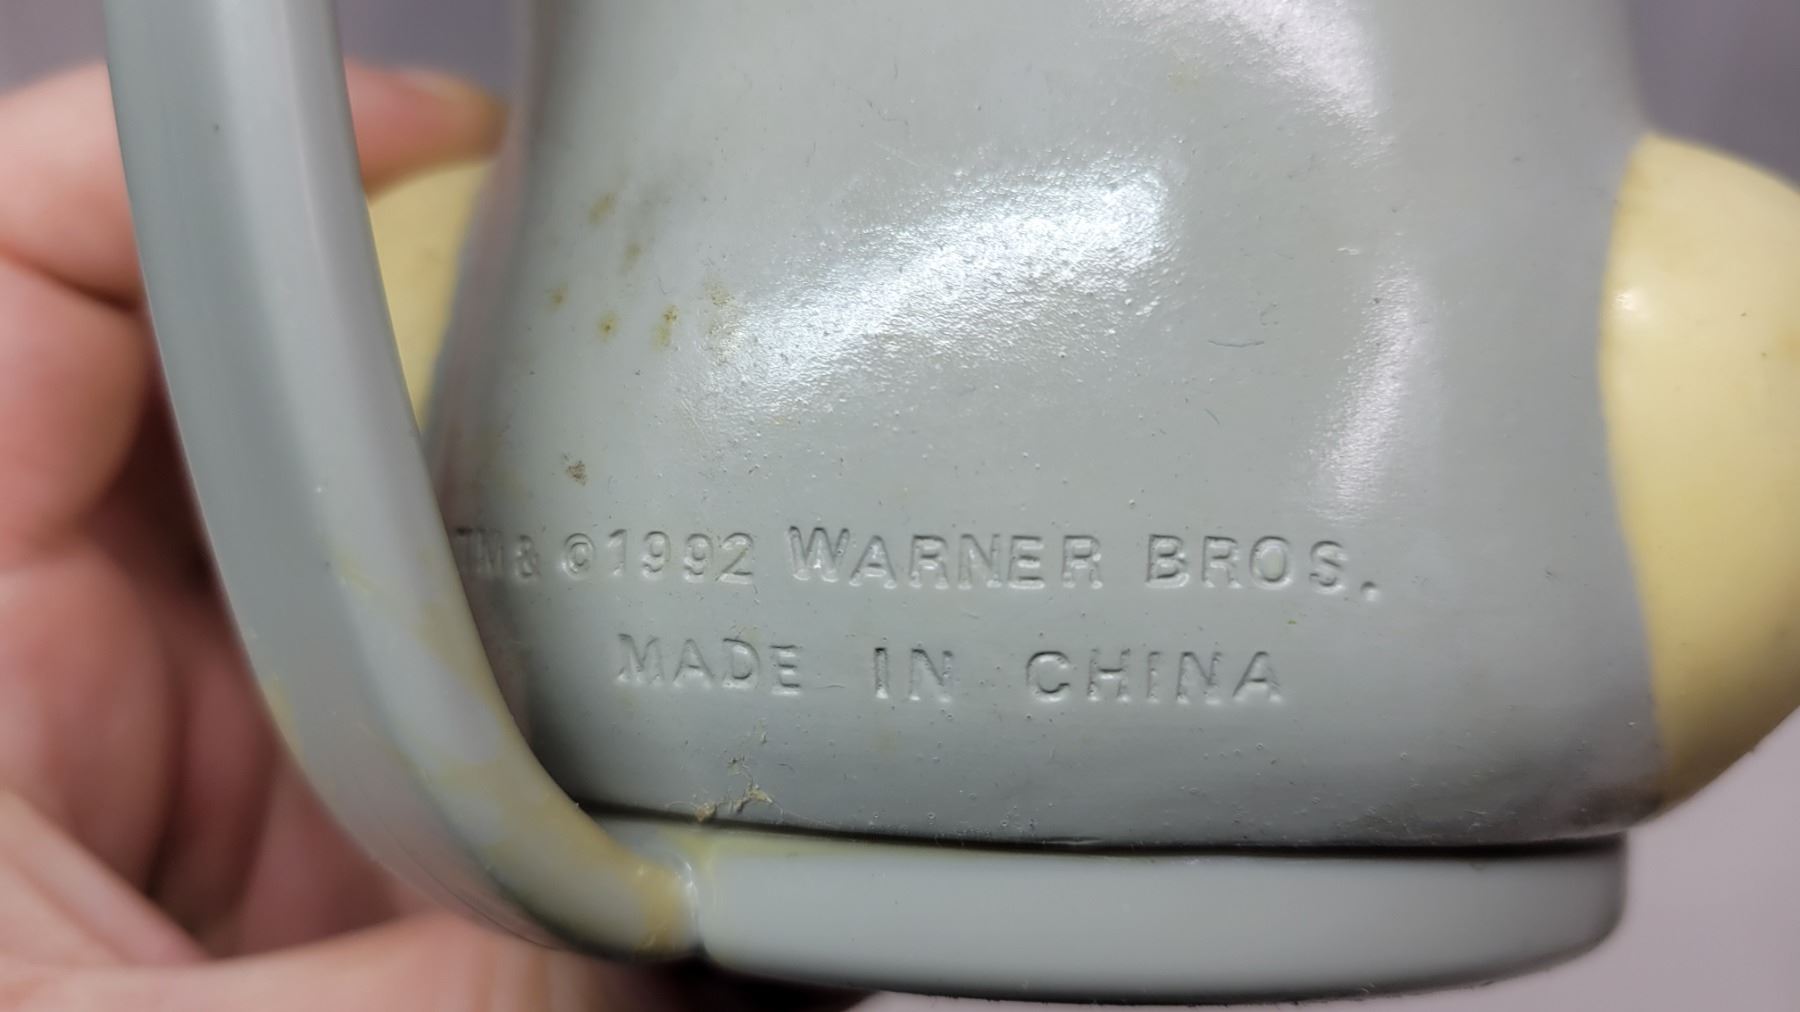 TM & ©1992 WARNER BROS.
MADE IN CHINA